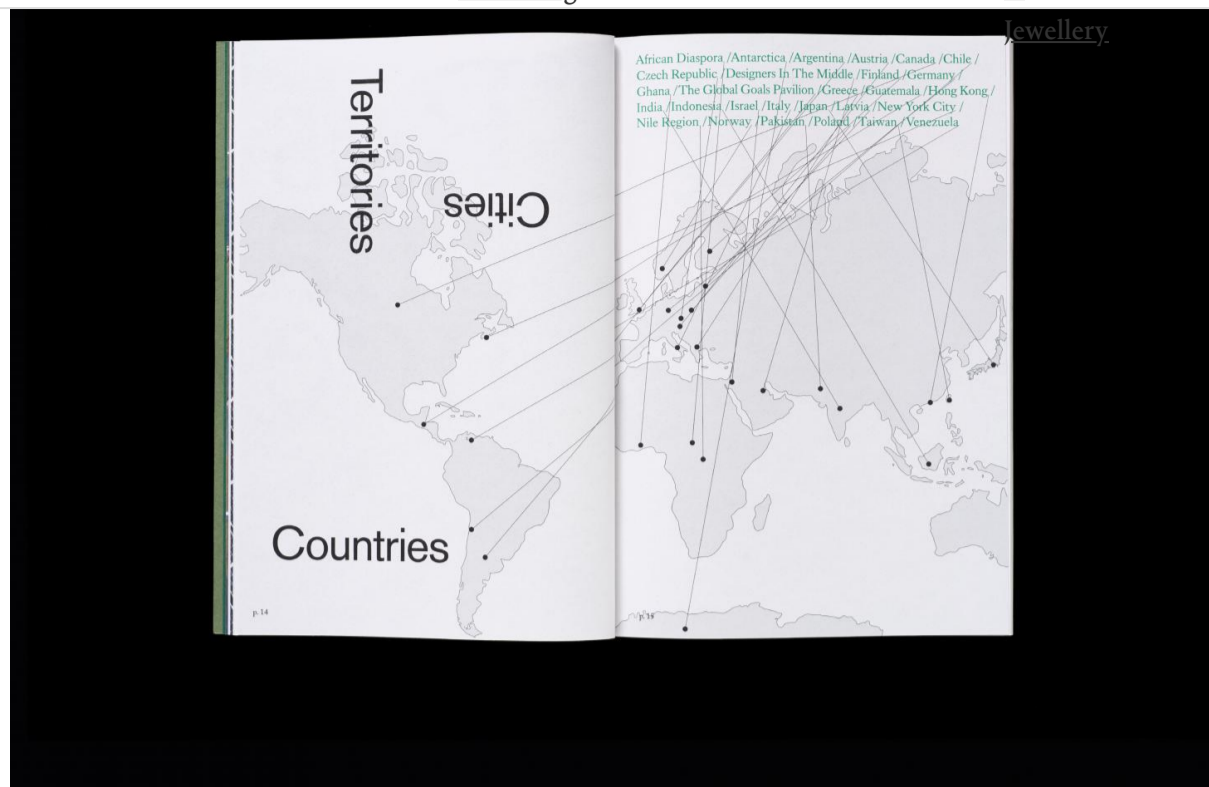 Jewellery
Territories
Cities
Countries
p. 14
African Diaspora /Antarctica /Argentina /Austria /Canada /Chile /
Czech Republic /Designers In The Middle /Finland /Germany /
Ghana /The Global Goals Pavilion /Greece /Guatemala /Hong Kong /
India /Indonesia /Israel /Italy /Japan /Latvia /New York City /
Nile Region /Norway /Pakistan /Poland /Taiwan /Venezuela
p. 15